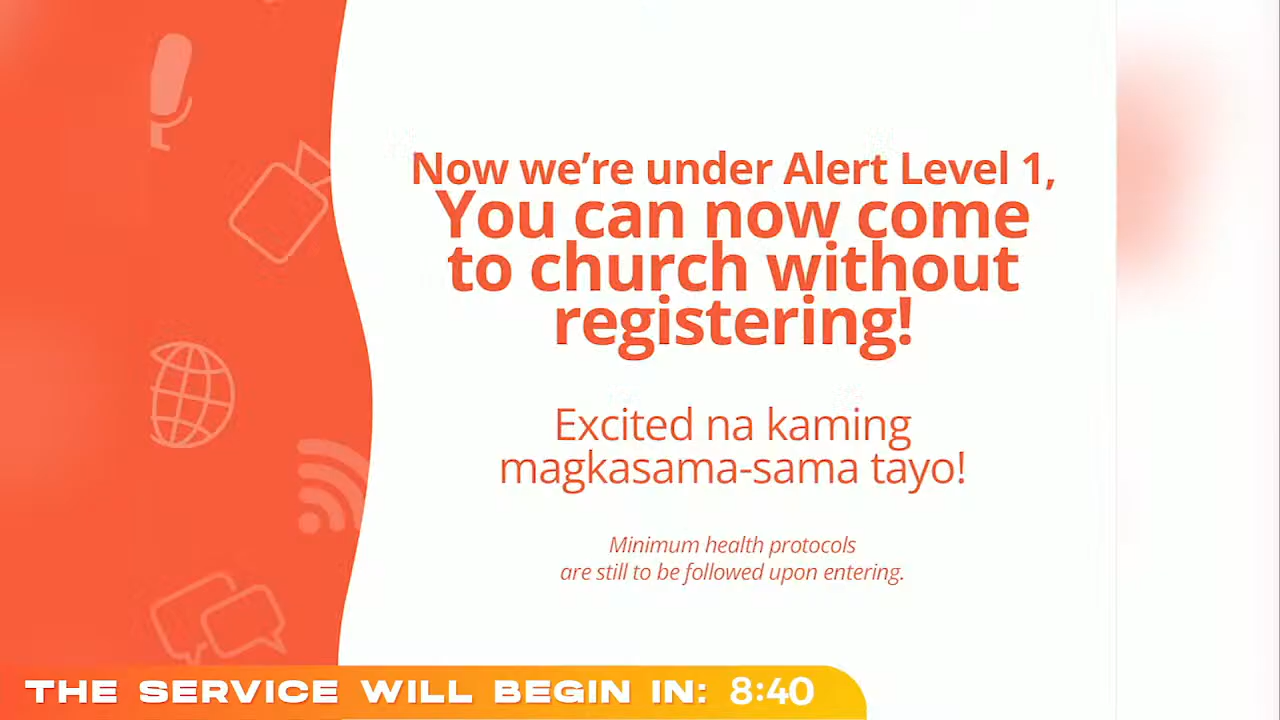 Now we’re under Alert Level 1,
You can now come
to church without
registering!
Excited na kaming
magkasama-sama tayo!
Minimum health protocols
are still to be followed upon entering.
THE SERVICE WILL BEGIN IN: 8:40